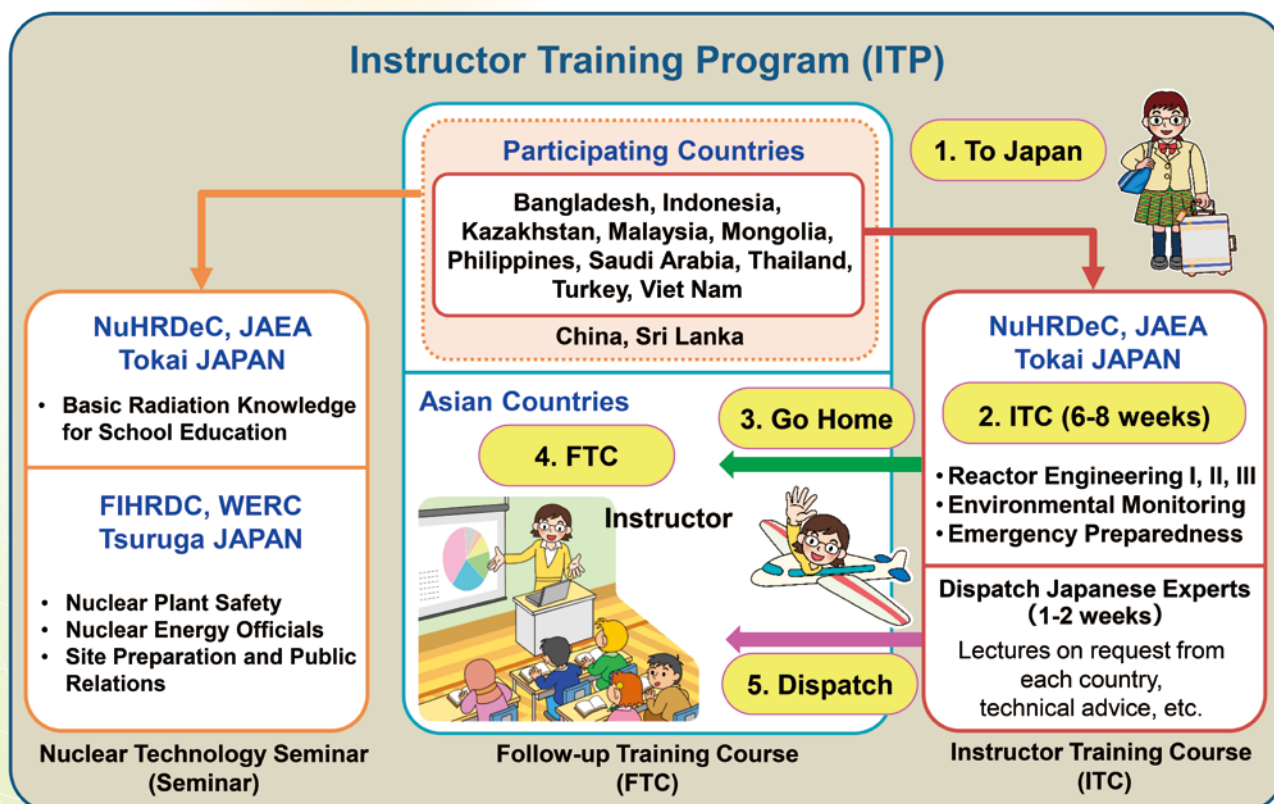 Instructor Training Program (ITP)
Participating Countries
Bangladesh, Indonesia,
Kazakhstan, Malaysia, Mongolia,
Philippines, Saudi Arabia, Thailand,
Turkey, Viet Nam
China, Sri Lanka
1. To Japan
NuHRDeC, JAEA
Tokai JAPAN
• Basic Radiation Knowledge
for School Education
FIHRDC, WERC
Tsuruga JAPAN
• Nuclear Plant Safety
• Nuclear Energy Officials
• Site Preparation and Public
Relations
Nuclear Technology Seminar
(Seminar)
Asian Countries
3. Go Home
4. FTC
Instructor
5. Dispatch
Follow-up Training Course
(FTC)
NuHRDeC, JAEA
Tokai JAPAN
2. ITC (6-8 weeks)
• Reactor Engineering I, II, III
• Environmental Monitoring
• Emergency Preparedness
Dispatch Japanese Experts
(1-2 weeks)
Lectures on request from
each country,
technical advice, etc.
Instructor Training Course
(ITC)